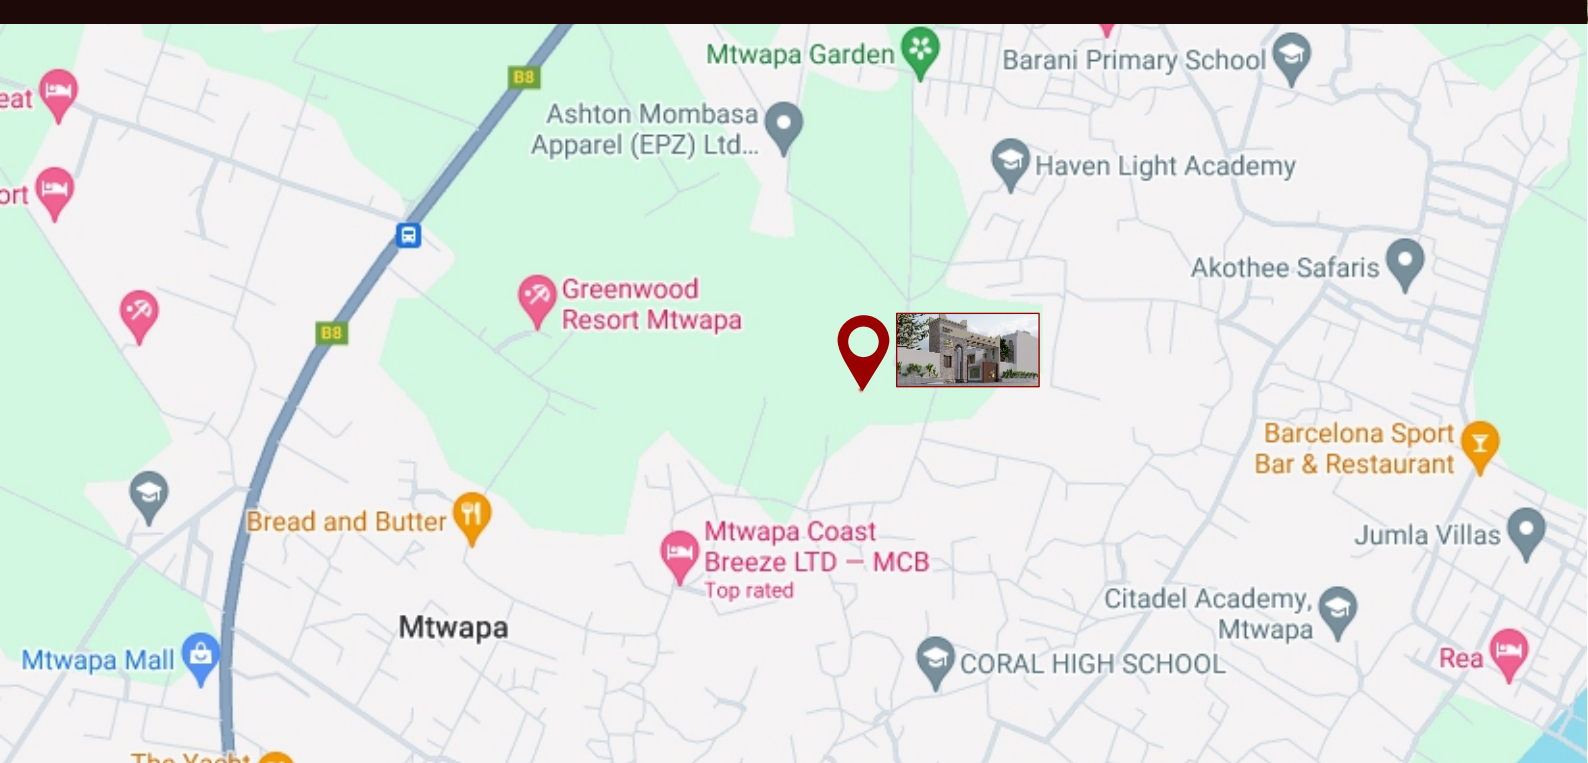 Mtwapa Garden
Barani Primary School
B8
eat
Ashton Mombasa
Apparel (EPZ) Ltd...
Haven Light Academy
ort
Akothee Safaris
Greenwood
Resort Mtwapa
B8
Barcelona Sport
Bar & Restaurant
Bread and Butter
Mtwapa Coast
Breeze LTD – MCB
Top rated
Jumla Villas
Citadel Academy,
Mtwapa
Mtwapa
Mtwapa Mall
CORAL HIGH SCHOOL
Rea
The Yacht